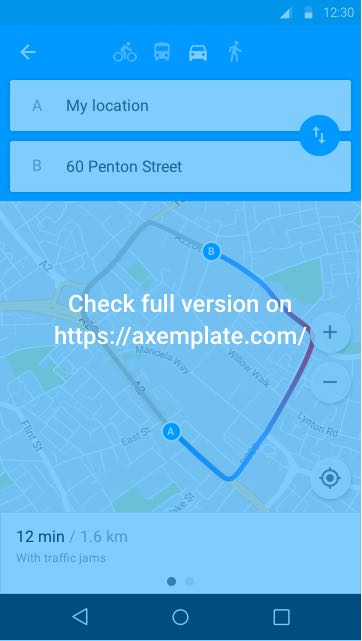 12:30
A My location
B 60 Penton Street
B
A2
Check full version on
https://axemplate.com/
Mandela Way
Willow Walk
A2
Lynton Rd
Flint St
East St
A
12 min / 1.6 km
With traffic jams